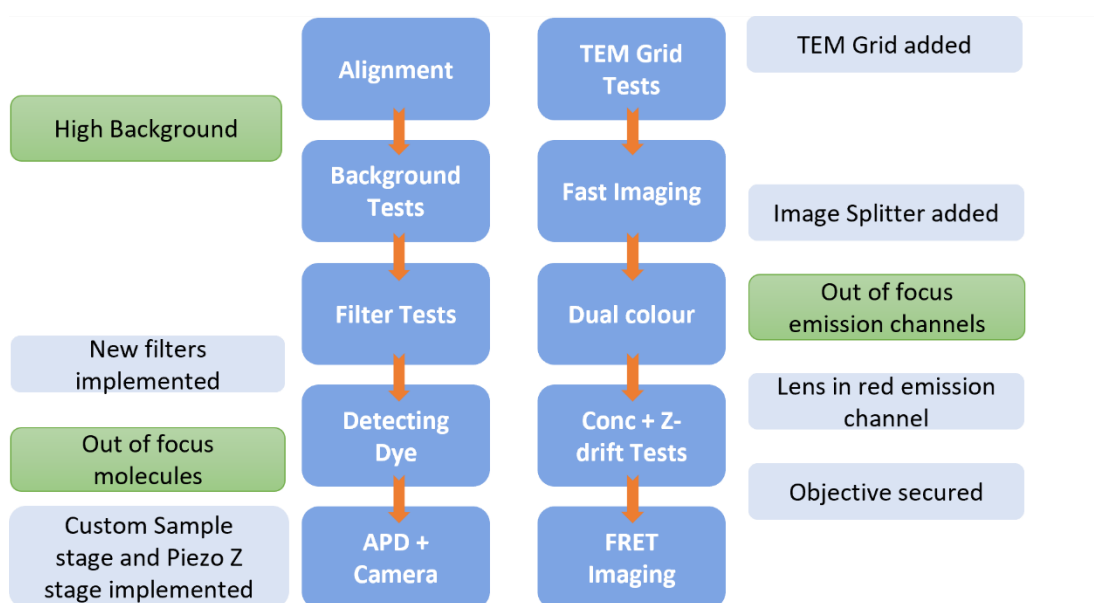 Alignment
TEM Grid
Tests
TEM Grid added
High Background
Background
Tests
Fast Imaging
Image Splitter added
Filter Tests
Dual colour
Out of focus
emission channels
New filters
implemented
Detecting
Dye
Conc + Z-
drift Tests
Lens in red emission
channel
Out of focus
molecules
Objective secured
Custom Sample
stage and Piezo Z
stage implemented
APD +
Camera
FRET
Imaging